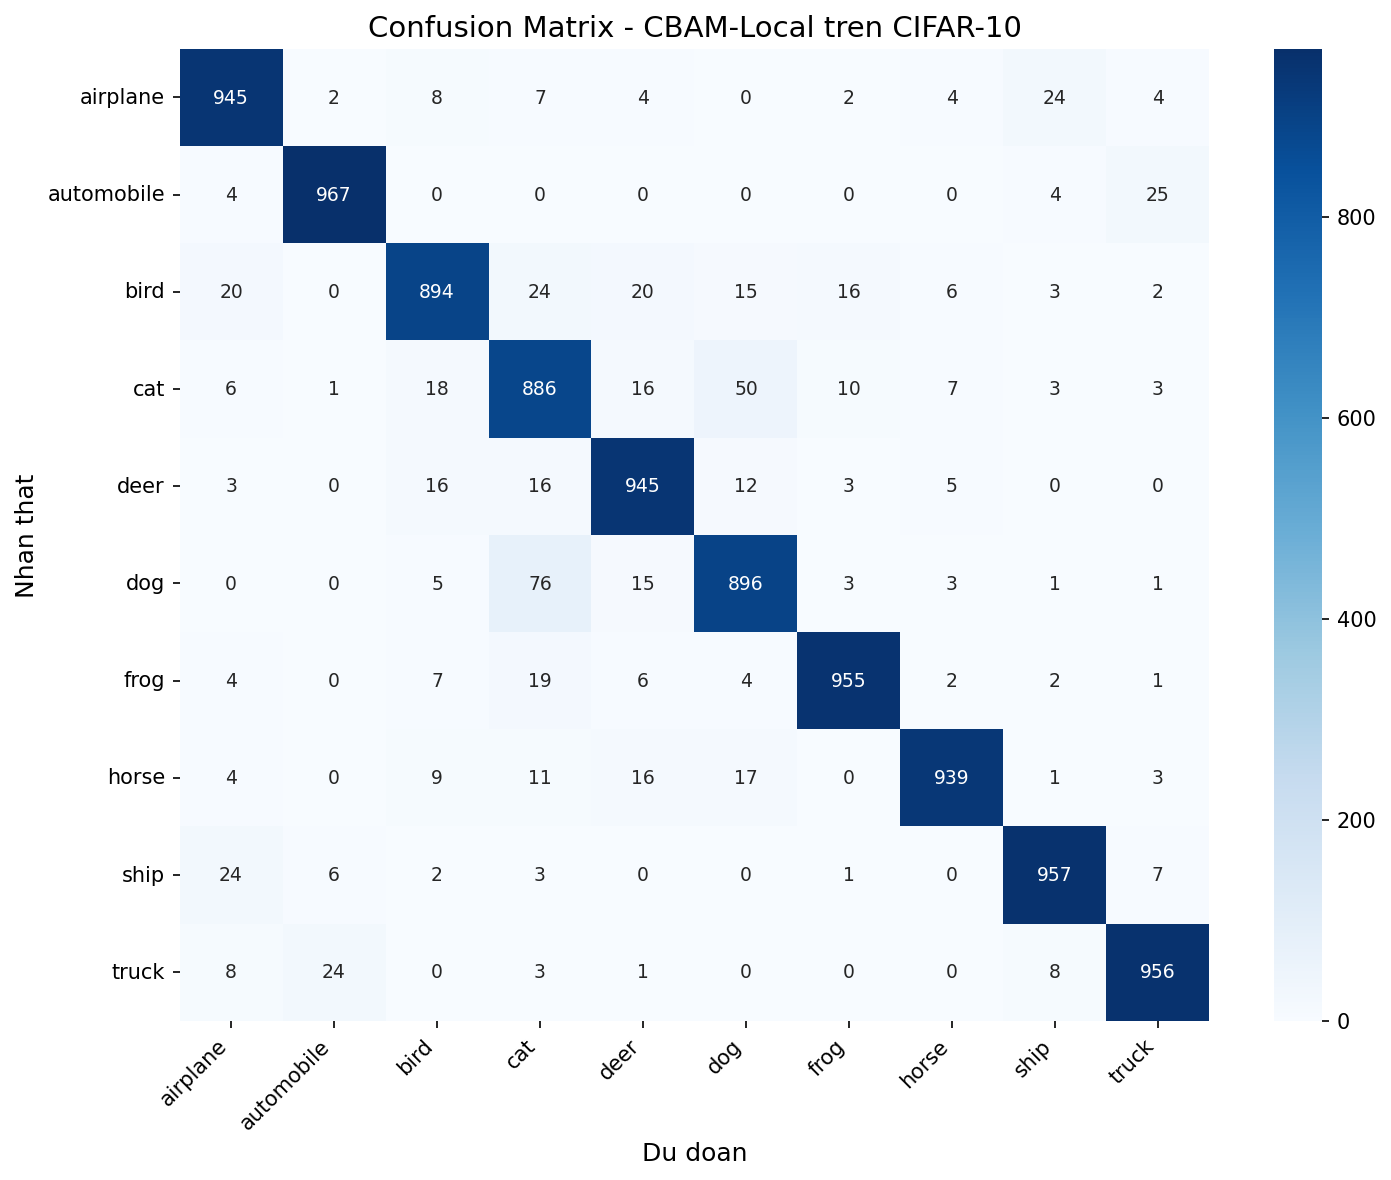 Confusion Matrix - CBAM-Local tren CIFAR-10
airplane 945 2 8 7 4 0 2 4 24 4
automobile 4 967 0 0 0 0 0 0 4 25
800
bird 20 0 894 24 20 15 16 6 3 2
cat 6 1 18 886 16 50 10 7 3 3
600
deer 3 0 16 16 945 12 3 5 0 0
Nhan that
dog 0 0 5 76 15 896 3 3 1 1
400
frog 4 0 7 19 6 4 955 2 2 1
horse 4 0 9 11 16 17 0 939 1 3
200
ship 24 6 2 3 0 0 1 0 957 7
truck 8 24 0 3 1 0 0 0 8 956
0
airplane automobile bird cat deer dog frog horse ship truck
Du doan